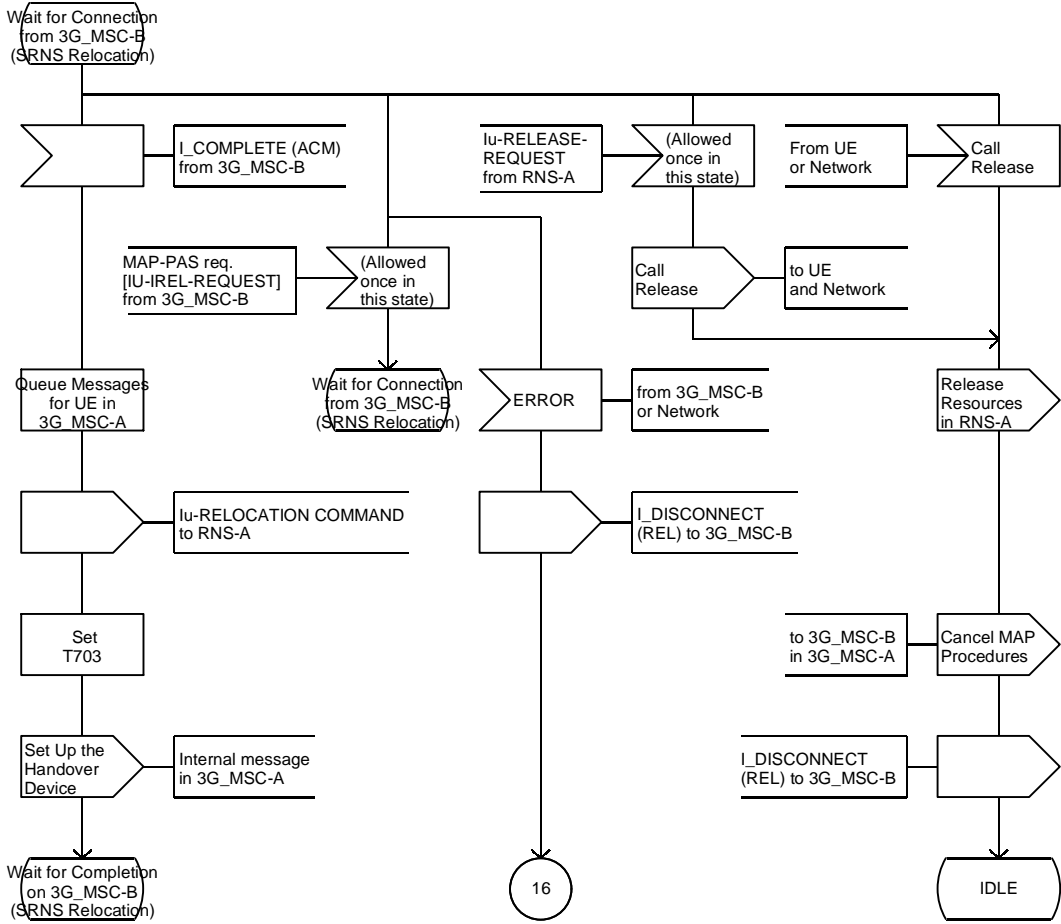 Wait for Connection
from 3G_MSC-B
(SRNS Relocation)
I_COMPLETE (ACM)
from 3G_MSC-B
Iu-RELEASE-
REQUEST
from RNS-A
(Allowed
once in
this state)
From UE
or Network
Call
Release
MAP-PAS req.
[IU-IREL-REQUEST]
from 3G_MSC-B
(Allowed
once in
this state)
Call
Release
to UE
and Network
Queue Messages
for UE in
3G_MSC-A
Wait for Connection
from 3G_MSC-B
(SRNS Relocation)
ERROR
from 3G_MSC-B
or Network
Release
Resources
in RNS-A
Iu-RELOCATION COMMAND
to RNS-A
I_DISCONNECT
(REL) to 3G_MSC-B
Set
T703
to 3G_MSC-B
in 3G_MSC-A
Cancel MAP
Procedures
Set Up the
Handover
Device
Internal message
in 3G_MSC-A
I_DISCONNECT
(REL) to 3G_MSC-B
Wait for Completion
on 3G_MSC-B
(SRNS Relocation)
16
IDLE